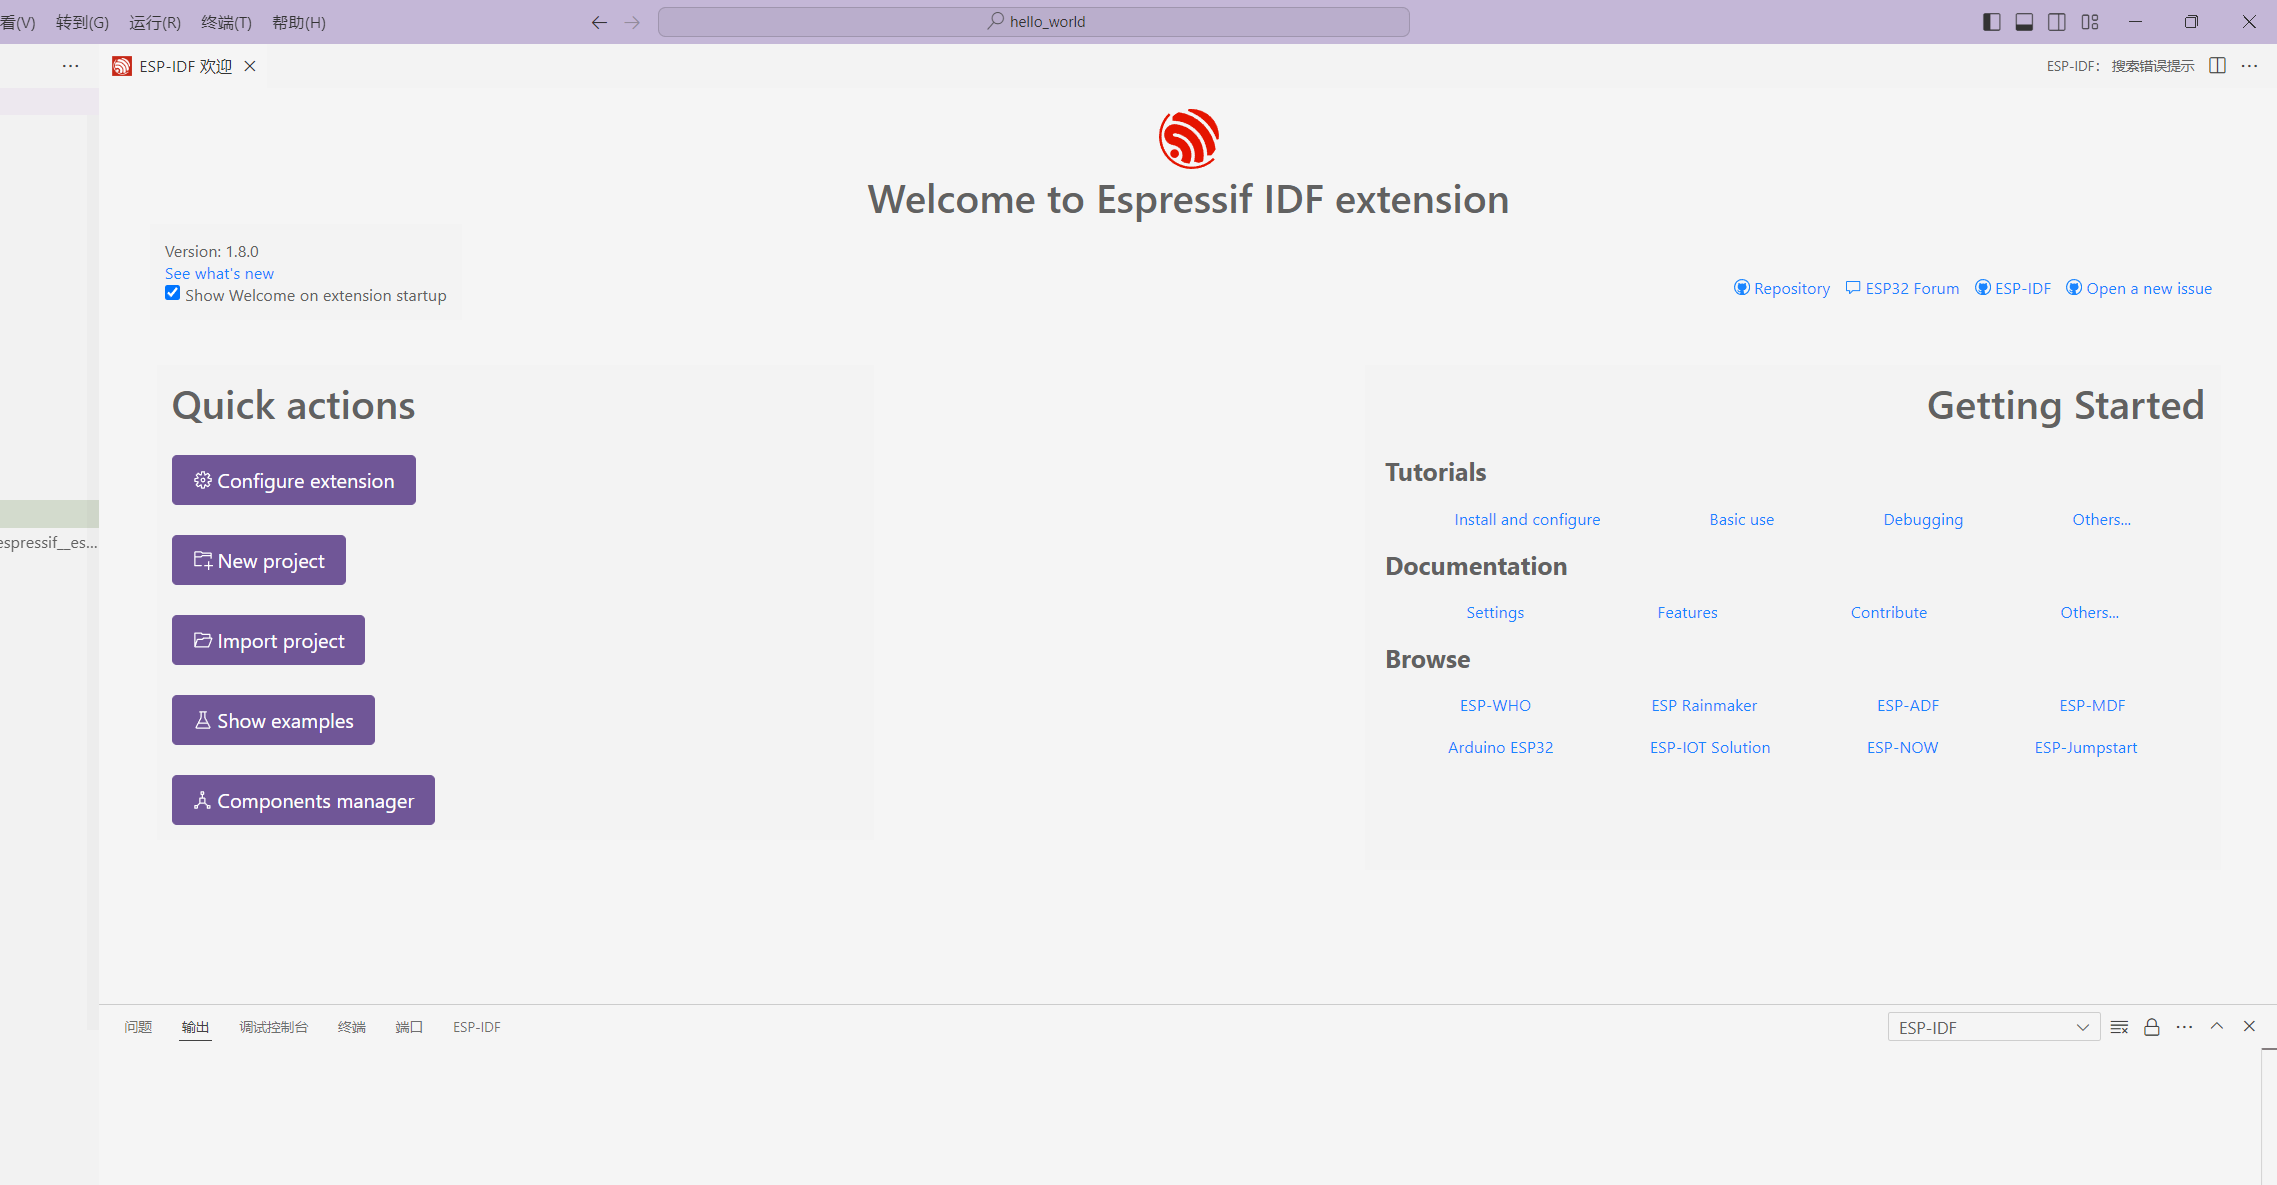 看(V) 转到(G) 运行(R) 终端(T) 帮助(H) hello_world
ESP-IDF 欢迎 ESP-IDF: 搜索错误提示
Welcome to Espressif IDF extension
Version: 1.8.0
See what's new
Show Welcome on extension startup
Repository ESP32 Forum ESP-IDF Open a new issue
Quick actions
Configure extension
New project
Import project
Show examples
Components manager
Getting Started
Tutorials
Install and configure Basic use Debugging Others...
Documentation
Settings Features Contribute Others...
Browse
ESP-WHO ESP Rainmaker ESP-ADF ESP-MDF
Arduino ESP32 ESP-IOT Solution ESP-NOW ESP-Jumpstart
espressif__es...
问题 输出 调试控制台 终端 端口 ESP-IDF ESP-IDF